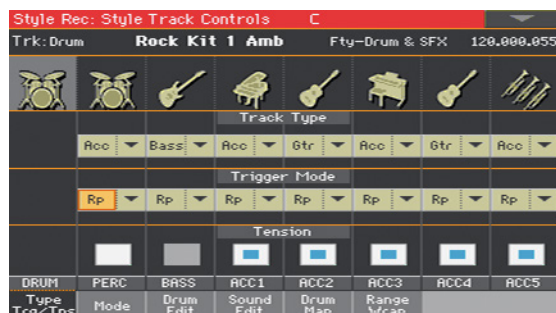 Style Rec: Style Track Controls C
Trk:Drum Rock Kit 1 Amb Fty-Drum & SFX 120.000.055
Track Type
Acc Bass Acc Gtr Acc Gtr Acc
Trigger Mode
Rp Rp Rp Rp Rp Rp Rp
Tension
DRUM PERC BASS ACC1 ACC2 ACC3 ACC4 ACC5
Type Mode Drum Sound Drum Range
Trg/Tns Edit Edit Map Wrap